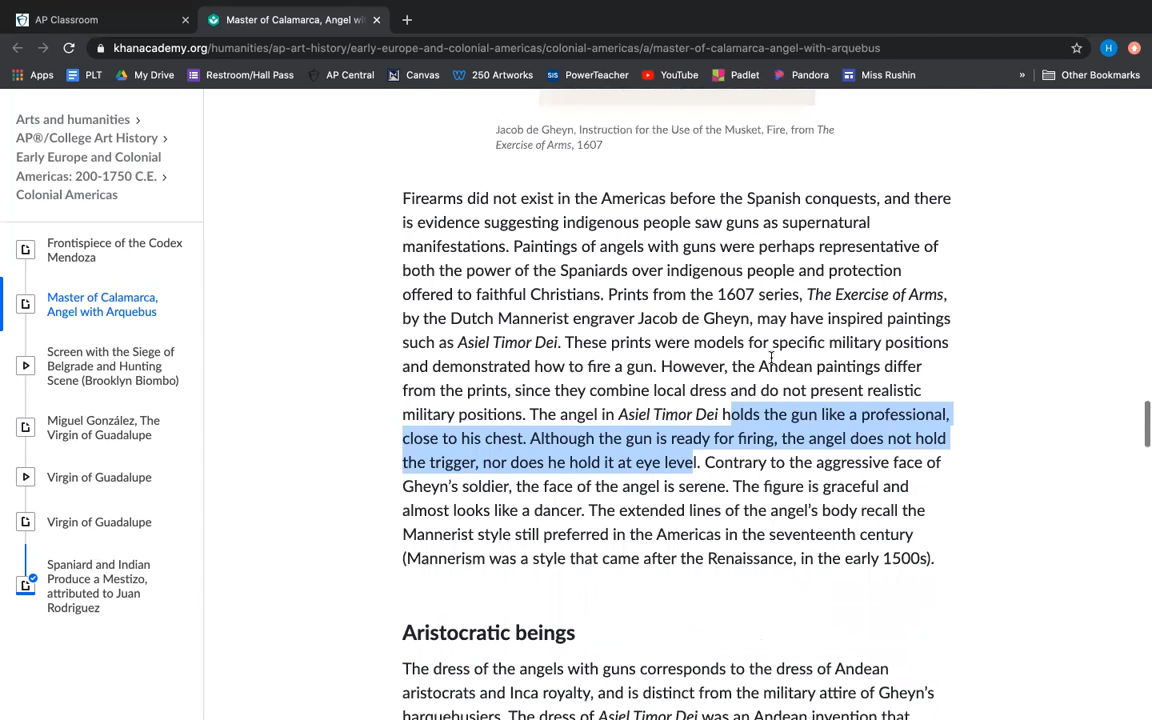 AP Classroom
Master of Calamarca, Angel wi
khanacademy.org/humanities/ap-art-history/early-europe-and-colonial-americas/colonial-americas/a/master-of-calamarca-angel-with-arquebus
H
Apps PLT My Drive Restroom/Hall Pass AP Central Canvas 250 Artworks SIS PowerTeacher YouTube Padlet Pandora Miss Rushin » Other Bookmarks
Arts and humanities >
AP®/College Art History >
Early Europe and Colonial
Americas: 200-1750 C.E. >
Colonial Americas
Frontispiece of the Codex
Mendoza
Master of Calamarca,
Angel with Arquebus
Screen with the Siege of
Belgrade and Hunting
Scene (Brooklyn Biombo)
Miguel González, The
Virgin of Guadalupe
Virgin of Guadalupe
Virgin of Guadalupe
Spaniard and Indian
Produce a Mestizo,
attributed to Juan
Rodriguez
Jacob de Gheyn, Instruction for the Use of the Musket, Fire, from The
Exercise of Arms, 1607
Firearms did not exist in the Americas before the Spanish conquests, and there
is evidence suggesting indigenous people saw guns as supernatural
manifestations. Paintings of angels with guns were perhaps representative of
both the power of the Spaniards over indigenous people and protection
offered to faithful Christians. Prints from the 1607 series, The Exercise of Arms,
by the Dutch Mannerist engraver Jacob de Gheyn, may have inspired paintings
such as Asiel Timor Dei. These prints were models for specific military positions
and demonstrated how to fire a gun. However, the Andean paintings differ
from the prints, since they combine local dress and do not present realistic
military positions. The angel in Asiel Timor Dei holds the gun like a professional,
close to his chest. Although the gun is ready for firing, the angel does not hold
the trigger, nor does he hold it at eye level. Contrary to the aggressive face of
Gheyn's soldier, the face of the angel is serene. The figure is graceful and
almost looks like a dancer. The extended lines of the angel's body recall the
Mannerist style still preferred in the Americas in the seventeenth century
(Mannerism was a style that came after the Renaissance, in the early 1500s).
Aristocratic beings
The dress of the angels with guns corresponds to the dress of Andean
aristocrats and Inca royalty, and is distinct from the military attire of Gheyn's
harquebusiers. The dress of Asiel Timor Dei was an Andean invention that